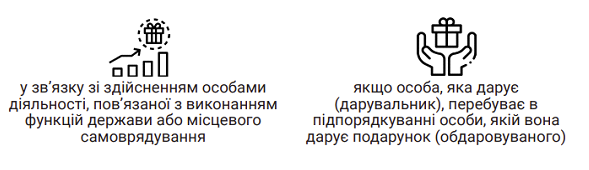 у зв’язку зі здійсненням особами
діяльності, пов’язаної з виконанням
функцій держави або місцевого
самоврядування
якщо особа, яка дарує
(дарувальник), перебуває в
підпорядкуванні особи, якій вона
дарує подарунок (обдаровуваного)